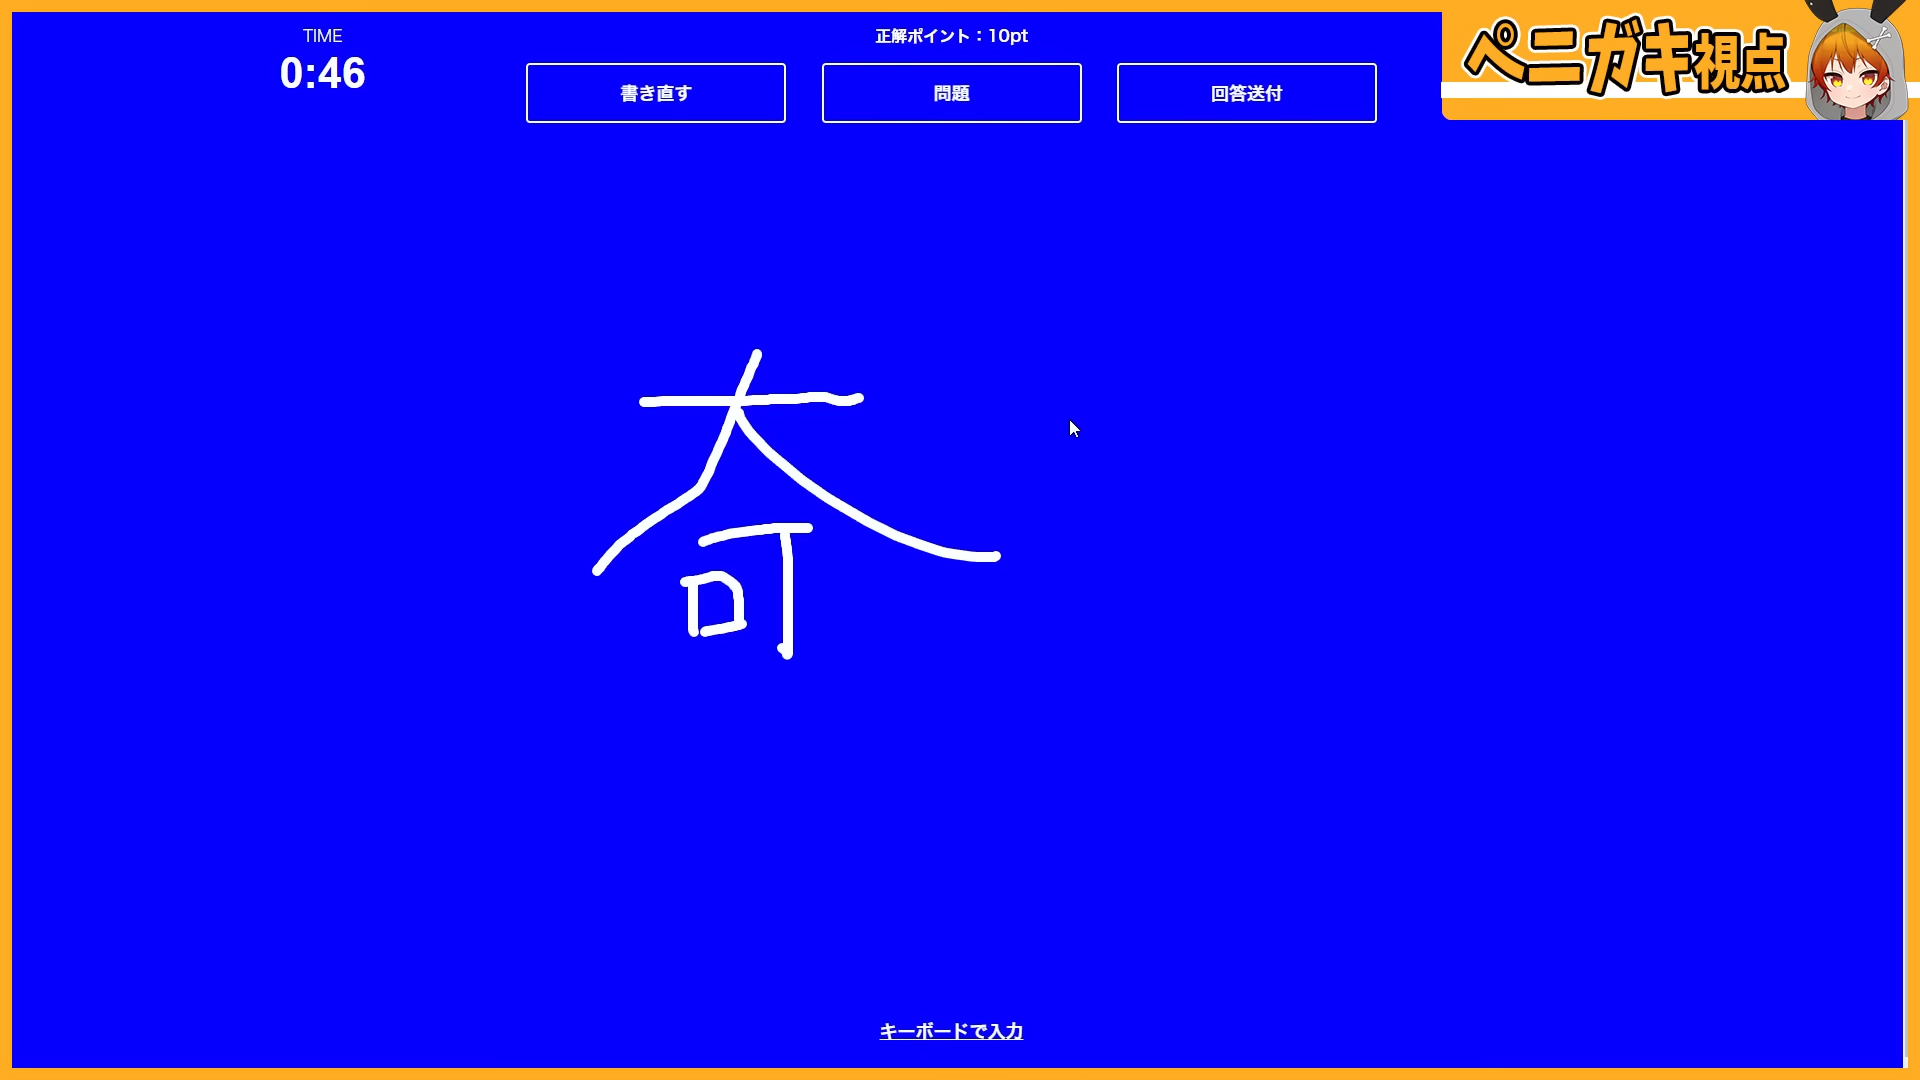 TIME
0:46
正解ポイント：10pt
書き直す
問題
回答送付
ペニガキ視点
奇
キーボードで入力